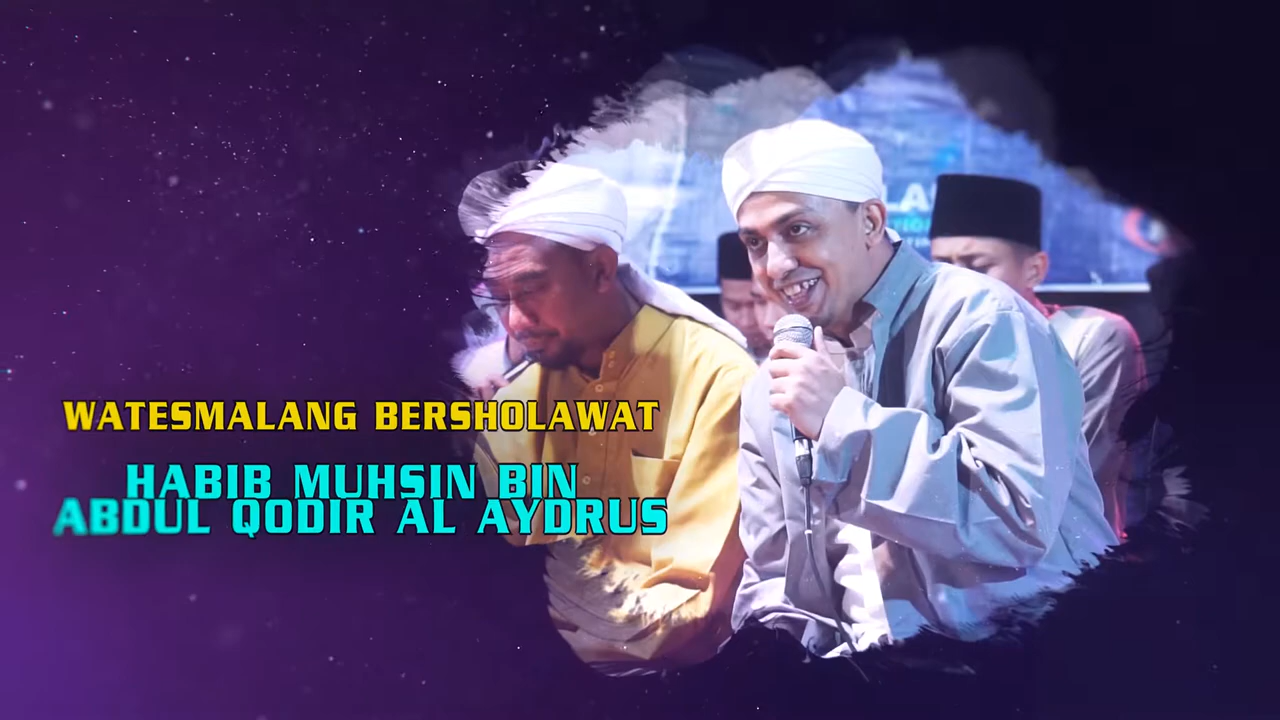 WATESMALANG BERSHOLAWAT
HABIB MUHSIN BIN
ABDUL QODIR AL AYDRUS